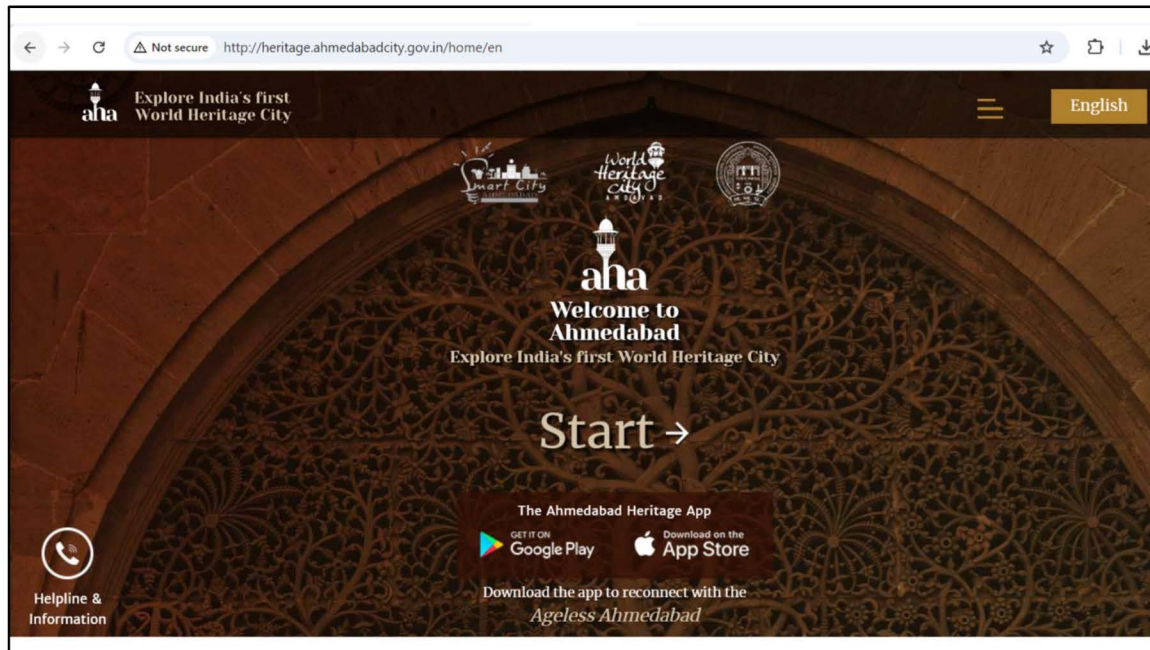 Not secure http://heritage.ahmedabadcity.gov.in/home/en
aha
Explore India's first
World Heritage City
English
Smart City
World
Heritage
city
AMDAVAD
aha
Welcome to
Ahmedabad
Explore India's first World Heritage City
Start →
The Ahmedabad Heritage App
GET IT ON
Google Play
Download on the
App Store
Download the app to reconnect with the
Ageless Ahmedabad
Helpline &
Information